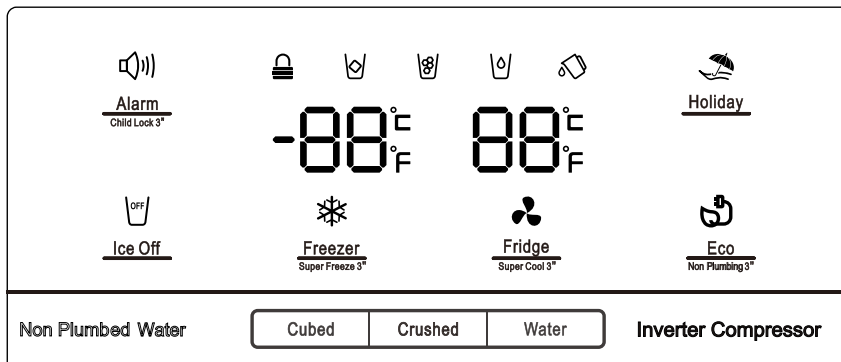 Alarm
Child Lock 3"
-88°C
°F
88°C
°F
Holiday
OFF
Ice Off
Freezer
Super Freeze 3"
Fridge
Super Cool 3"
Eco
Non Plumbing 3"
Non Plumbed Water
Cubed
Crushed
Water
Inverter Compressor